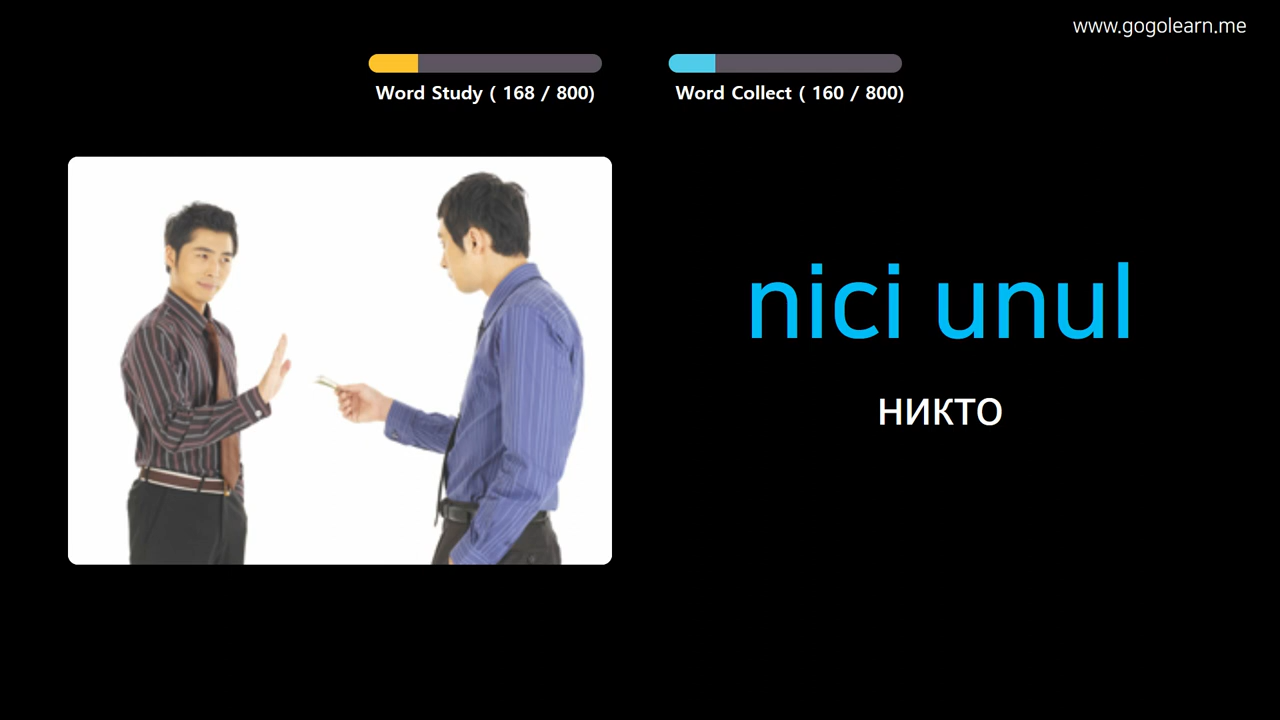 www.gogolearn.me
Word Study ( 168 / 800)
Word Collect ( 160 / 800)
nici unul
никто